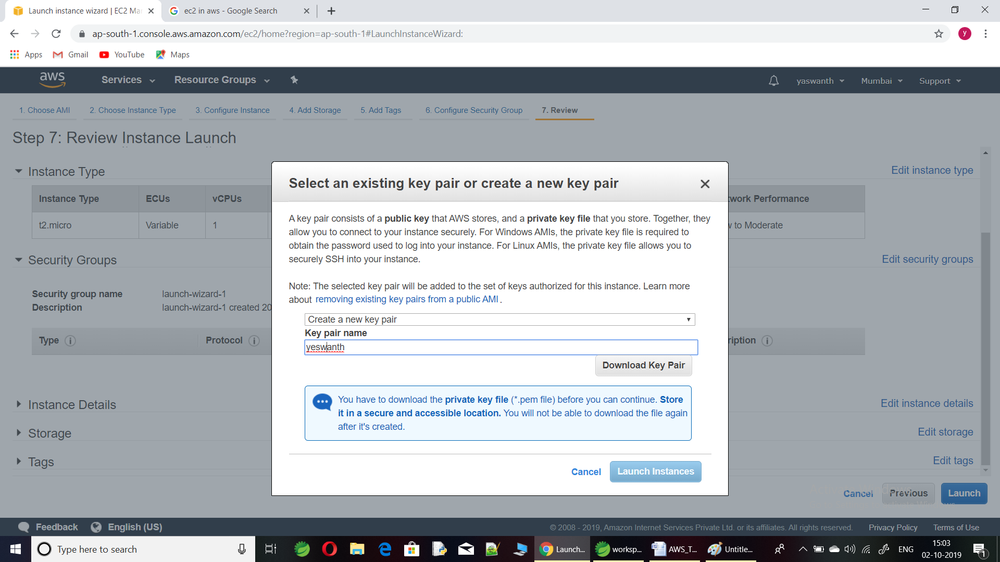 Launch instance wizard | EC2 Mar
ec2 in aws - Google Search
ap-south-1.console.aws.amazon.com/ec2/home?region=ap-south-1#LaunchInstanceWizard:
y
Apps
Gmail
YouTube
Maps
aws
Services
Resource Groups
yaswanth
Mumbai
Support
1. Choose AMI
2. Choose Instance Type
3. Configure Instance
4. Add Storage
5. Add Tags
6. Configure Security Group
7. Review
Step 7: Review Instance Launch
Instance Type
Edit instance type
Instance Type
ECUs
vCPUs
work Performance
t2.micro
Variable
1
to Moderate
Security Groups
Edit security groups
Security group name
launch-wizard-1
Description
launch-wizard-1 created 20
Type
Protocol
ription
Instance Details
Edit instance details
Storage
Edit storage
Tags
Edit tags
Select an existing key pair or create a new key pair
A key pair consists of a public key that AWS stores, and a private key file that you store. Together, they
allow you to connect to your instance securely. For Windows AMIs, the private key file is required to
obtain the password used to log into your instance. For Linux AMIs, the private key file allows you to
securely SSH into your instance.
Note: The selected key pair will be added to the set of keys authorized for this instance. Learn more
about removing existing key pairs from a public AMI.
Create a new key pair
Key pair name
yeswanth
Download Key Pair
You have to download the private key file (*.pem file) before you can continue. Store
it in a secure and accessible location. You will not be able to download the file again
after it's created.
Cancel
Launch Instances
Cancel
Previous
Launch
Feedback
English (US)
© 2008 - 2019, Amazon Internet Services Private Ltd. or its affiliates. All rights reserved.
Privacy Policy
Terms of Use
Type here to search
Launch...
worksp...
AWS_T...
Untitle...
ENG
15:03
02-10-2019
1